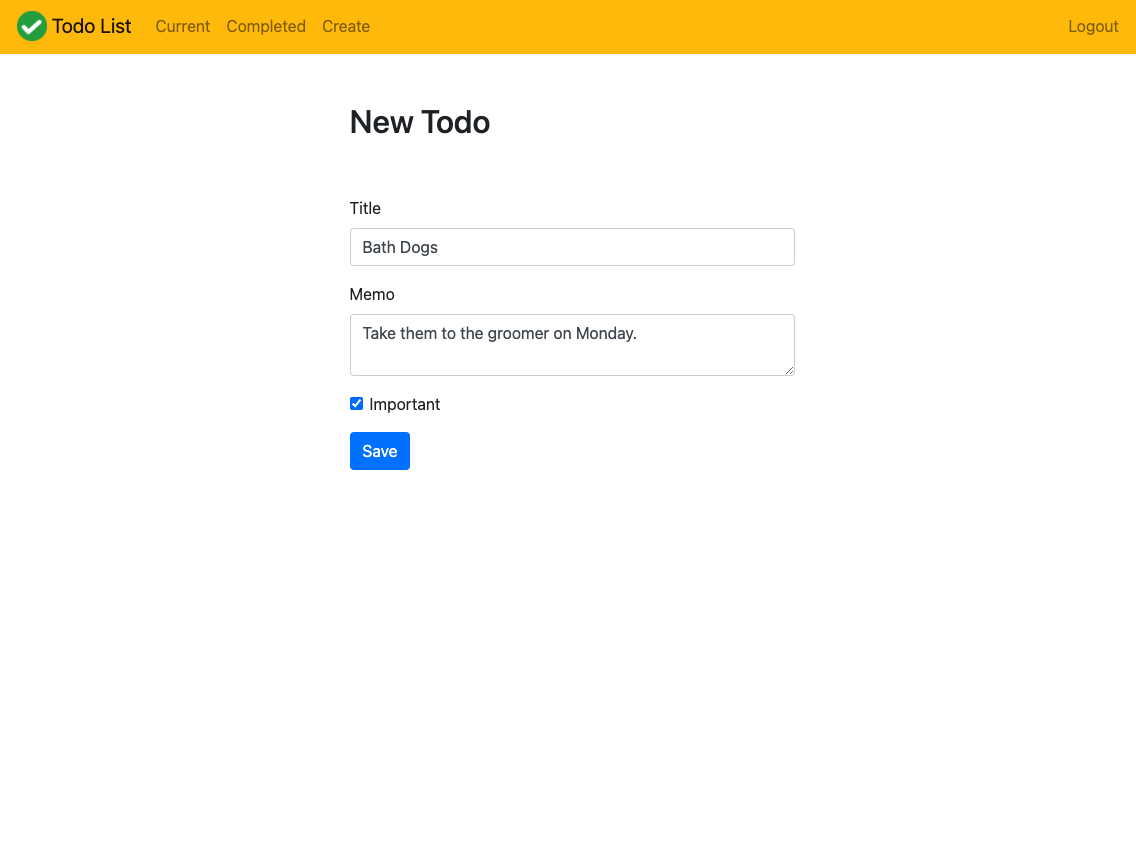 Todo List Current Completed Create Logout
New Todo
Title
Bath Dogs
Memo
Take them to the groomer on Monday.
Important
Save